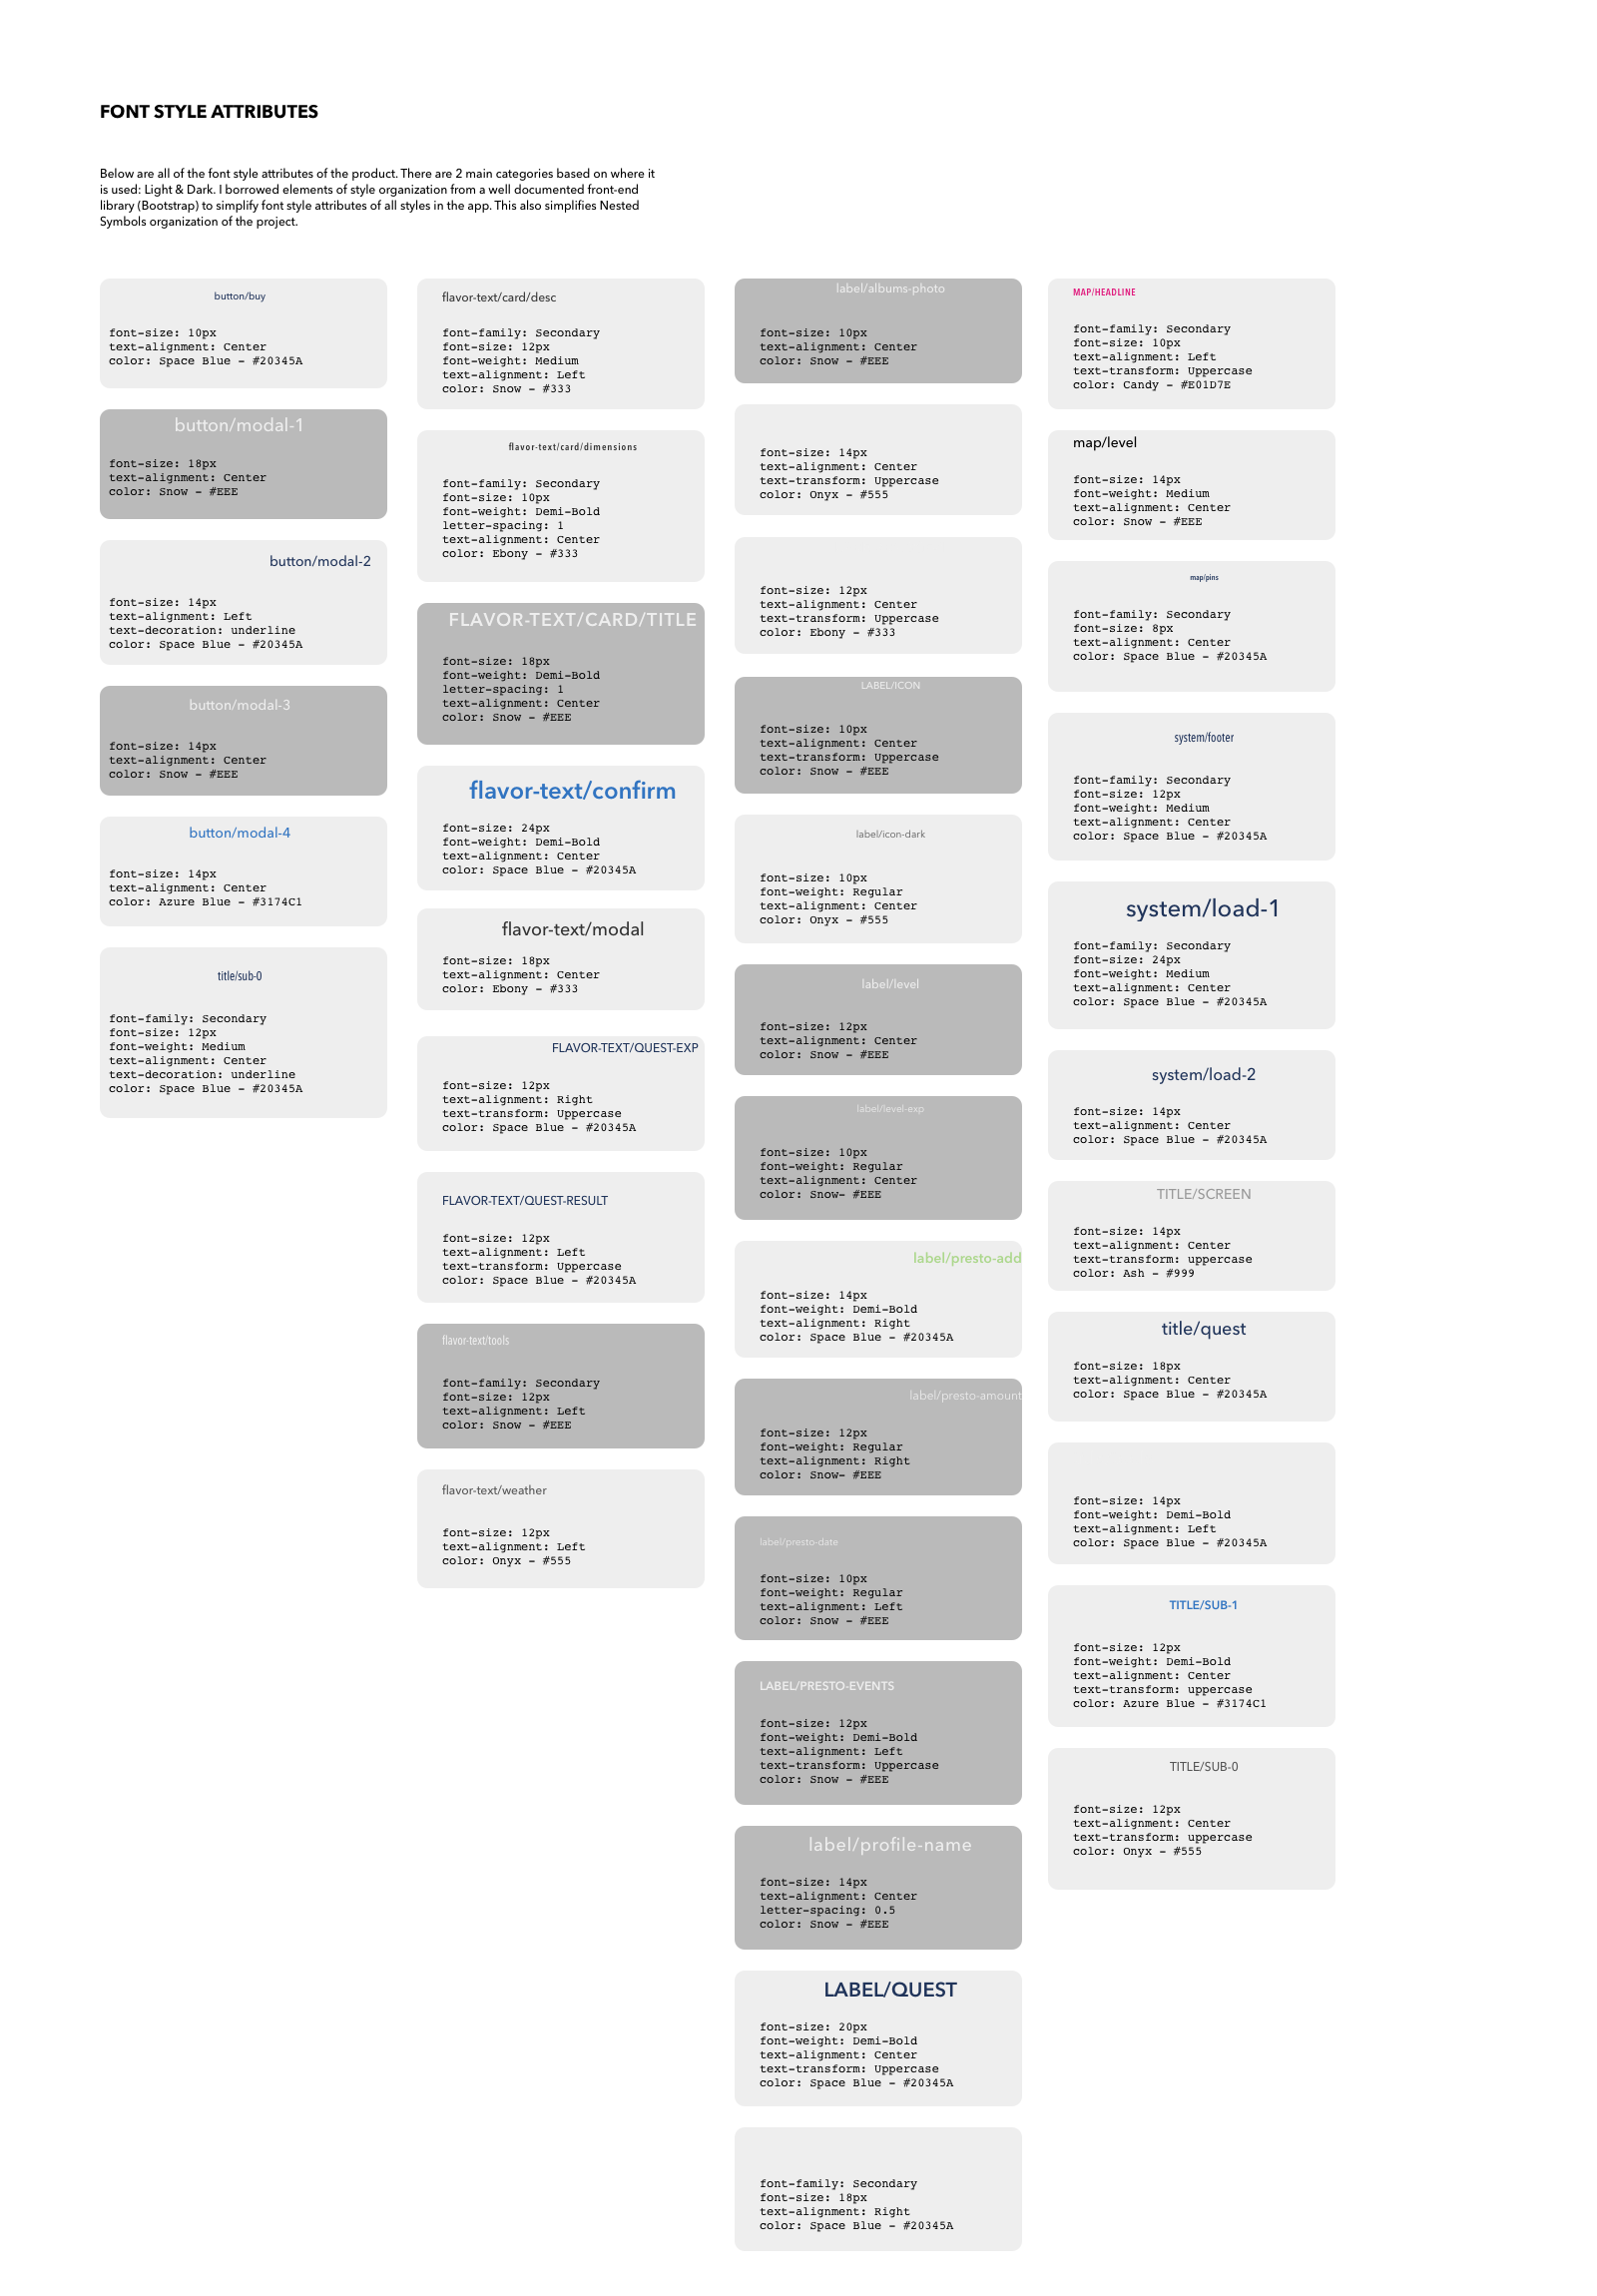 FONT STYLE ATTRIBUTES
Below are all of the font style attributes of the product. There are 2 main categories based on where it
is used: Light & Dark. I borrowed elements of style organization from a well documented front-end
library (Bootstrap) to simplify font style attributes of all styles in the app. This also simplifies Nested
Symbols organization of the project.
button/buy
font-size: 10px
text-alignment: Center
color: Space Blue - #20345A
button/modal-1
font-size: 18px
text-alignment: Center
color: Snow - #EEE
button/modal-2
font-size: 14px
text-alignment: Left
text-decoration: underline
color: Space Blue - #20345A
button/modal-3
font-size: 14px
text-alignment: Center
color: Snow - #EEE
button/modal-4
font-size: 14px
text-alignment: Center
color: Azure Blue - #3174C1
title/sub-0
font-family: Secondary
font-size: 12px
font-weight: Medium
text-alignment: Center
text-decoration: underline
color: Space Blue - #20345A
flavor-text/card/desc
font-family: Secondary
font-size: 12px
font-weight: Medium
text-alignment: Left
color: Snow - #333
flavor-text/card/dimensions
font-family: Secondary
font-size: 10px
font-weight: Demi-Bold
letter-spacing: 1
text-alignment: Center
color: Ebony - #333
FLAVOR-TEXT/CARD/TITLE
font-size: 18px
font-weight: Demi-Bold
letter-spacing: 1
text-alignment: Center
color: Snow - #EEE
flavor-text/confirm
font-size: 24px
font-weight: Demi-Bold
text-alignment: Center
color: Space Blue - #20345A
flavor-text/modal
font-size: 18px
text-alignment: Center
color: Ebony - #333
FLAVOR-TEXT/QUEST-EXP
font-size: 12px
text-alignment: Right
text-transform: Uppercase
color: Space Blue - #20345A
FLAVOR-TEXT/QUEST-RESULT
font-size: 12px
text-alignment: Left
text-transform: Uppercase
color: Space Blue - #20345A
flavor-text/tools
font-family: Secondary
font-size: 12px
text-alignment: Left
color: Snow - #EEE
flavor-text/weather
font-size: 12px
text-alignment: Left
color: Onyx - #555
label/albums-photo
font-size: 10px
text-alignment: Center
color: Snow - #EEE
font-size: 14px
text-alignment: Center
text-transform: Uppercase
color: Onyx - #555
font-size: 12px
text-alignment: Center
text-transform: Uppercase
color: Ebony - #333
LABEL/ICON
font-size: 10px
text-alignment: Center
text-transform: Uppercase
color: Snow - #EEE
label/icon-dark
font-size: 10px
font-weight: Regular
text-alignment: Center
color: Onyx - #555
label/level
font-size: 12px
text-alignment: Center
color: Snow - #EEE
label/level-exp
font-size: 10px
font-weight: Regular
text-alignment: Center
color: Snow- #EEE
label/presto-add
font-size: 14px
font-weight: Demi-Bold
text-alignment: Right
color: Space Blue - #20345A
label/presto-amount
font-size: 12px
font-weight: Regular
text-alignment: Right
color: Snow- #EEE
label/presto-date
font-size: 10px
font-weight: Regular
text-alignment: Left
color: Snow - #EEE
LABEL/PRESTO-EVENTS
font-size: 12px
font-weight: Demi-Bold
text-alignment: Left
text-transform: Uppercase
color: Snow - #EEE
label/profile-name
font-size: 14px
text-alignment: Center
letter-spacing: 0.5
color: Snow - #EEE
LABEL/QUEST
font-size: 20px
font-weight: Demi-Bold
text-alignment: Center
text-transform: Uppercase
color: Space Blue - #20345A
font-family: Secondary
font-size: 18px
text-alignment: Right
color: Space Blue - #20345A
MAP/HEADLINE
font-family: Secondary
font-size: 10px
text-alignment: Left
text-transform: Uppercase
color: Candy - #E01D7E
map/level
font-size: 14px
font-weight: Medium
text-alignment: Center
color: Snow - #EEE
map/pins
font-family: Secondary
font-size: 8px
text-alignment: Center
color: Space Blue - #20345A
system/footer
font-family: Secondary
font-size: 12px
font-weight: Medium
text-alignment: Center
color: Space Blue - #20345A
system/load-1
font-family: Secondary
font-size: 24px
font-weight: Medium
text-alignment: Center
color: Space Blue - #20345A
system/load-2
font-size: 14px
text-alignment: Center
color: Space Blue - #20345A
TITLE/SCREEN
font-size: 14px
text-alignment: Center
text-transform: uppercase
color: Ash - #999
title/quest
font-size: 18px
text-alignment: Center
color: Space Blue - #20345A
font-size: 14px
font-weight: Demi-Bold
text-alignment: Left
color: Space Blue - #20345A
TITLE/SUB-1
font-size: 12px
font-weight: Demi-Bold
text-alignment: Center
text-transform: uppercase
color: Azure Blue - #3174C1
TITLE/SUB-0
font-size: 12px
text-alignment: Center
text-transform: uppercase
color: Onyx - #555